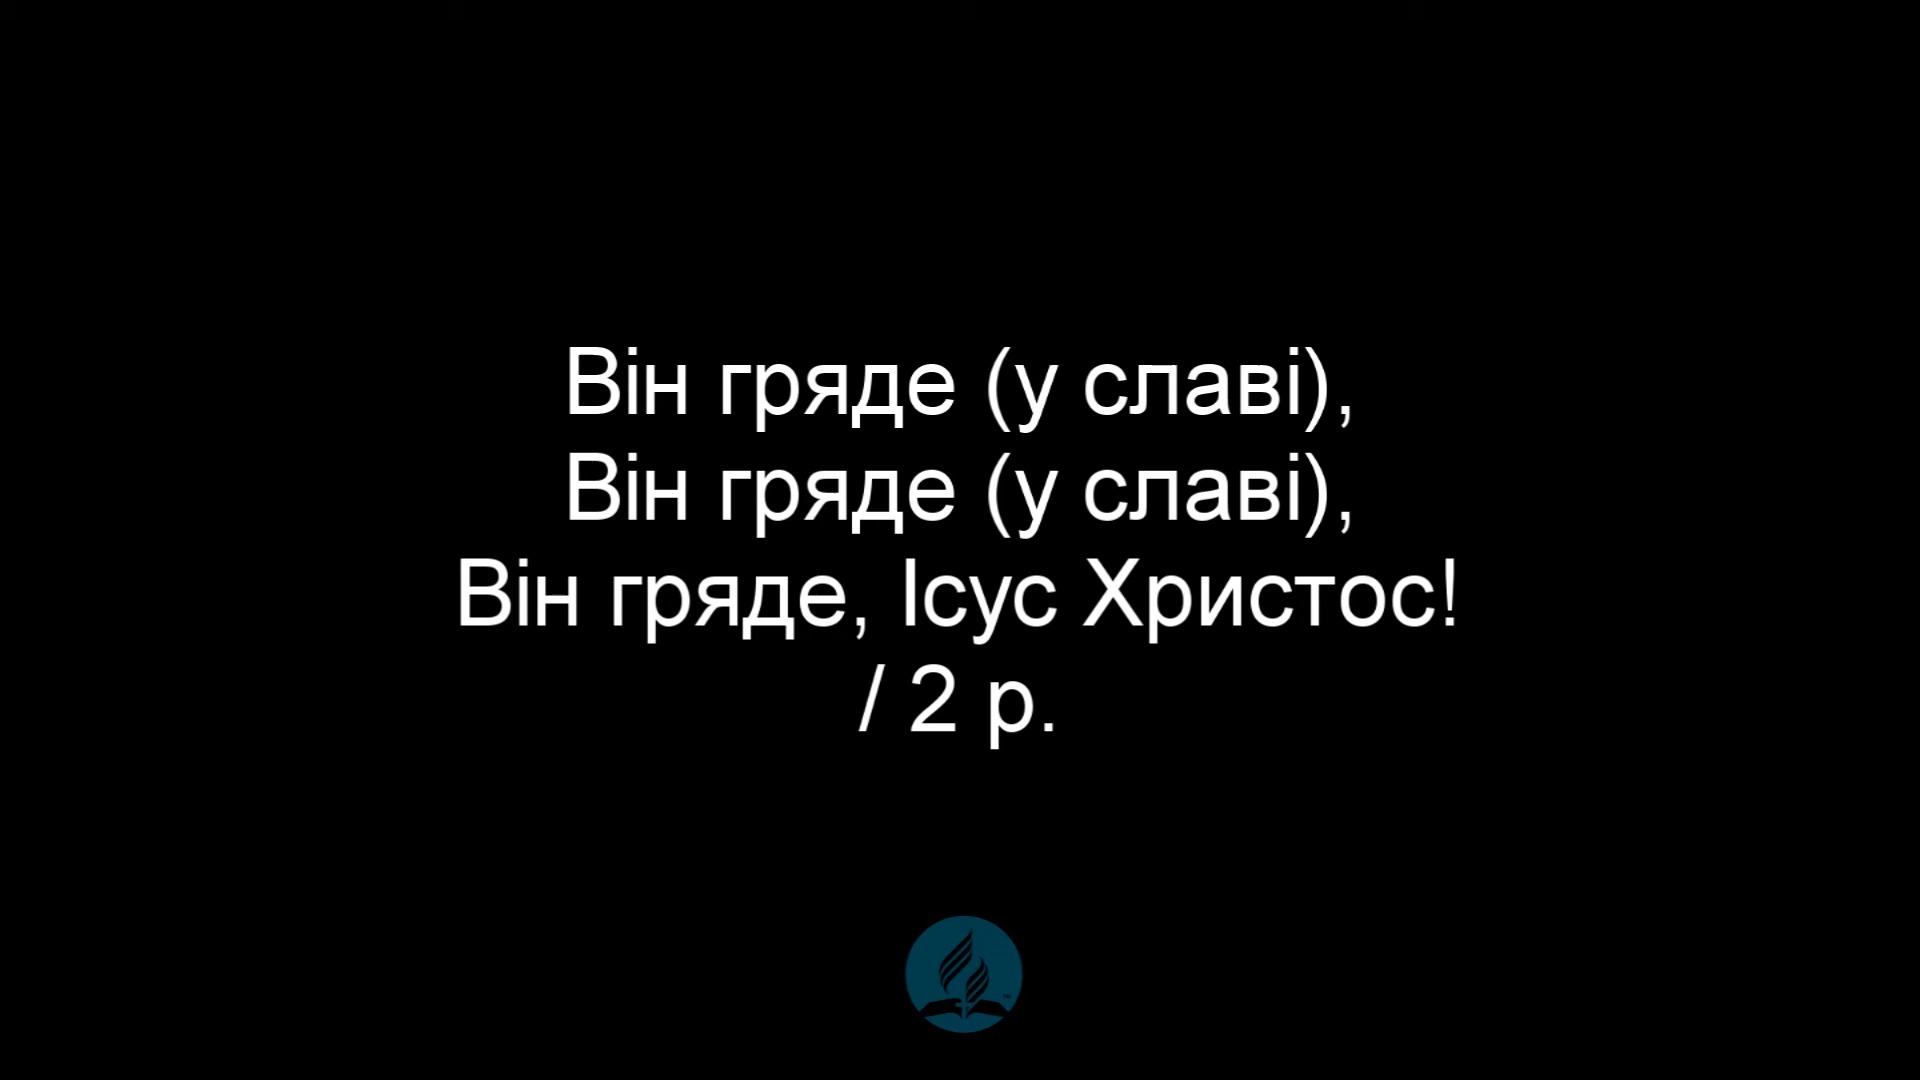 Він гряде (у славі),
Він гряде (у славі),
Він гряде, Ісус Христос!
/ 2 р.